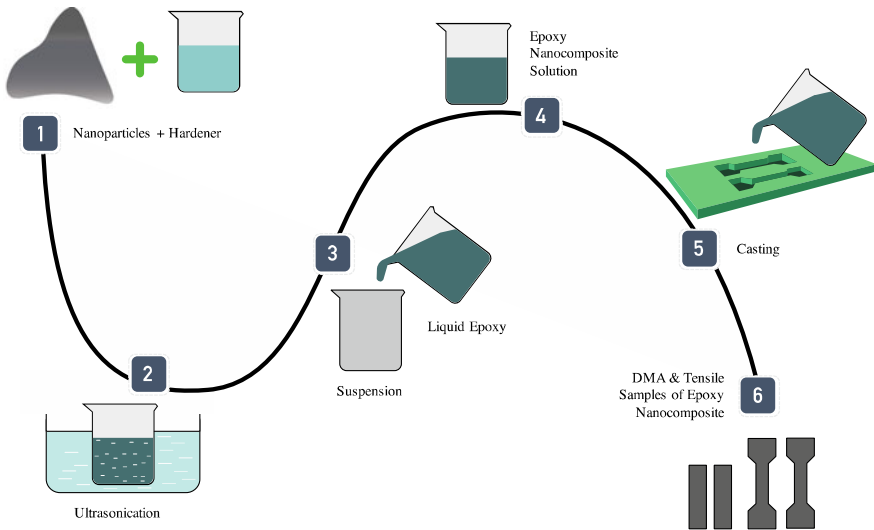 1
Nanoparticles + Hardener
2
Ultrasonication
3
Liquid Epoxy
Suspension
4
Epoxy
Nanocomposite
Solution
5
Casting
6
DMA & Tensile
Samples of Epoxy
Nanocomposite